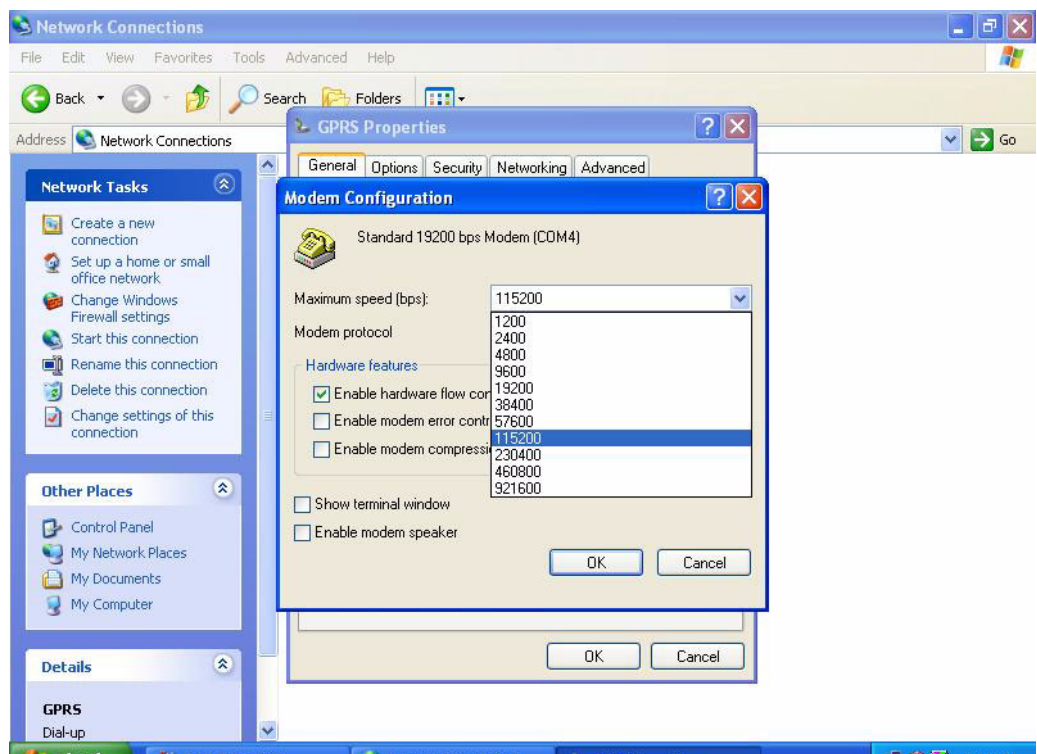 Network Connections
File Edit View Favorites Tools Advanced Help
Back Search Folders
Address Network Connections Go
Network Tasks
Create a new
connection
Set up a home or small
office network
Change Windows
Firewall settings
Start this connection
Rename this connection
Delete this connection
Change settings of this
connection
Other Places
Control Panel
My Network Places
My Documents
My Computer
Details
GPRS
Dial-up
GPRS Properties
General Options Security Networking Advanced
Modem Configuration
Standard 19200 bps Modem (COM4)
Maximum speed (bps): 115200
1200
2400
Modem protocol
4800
9600
Hardware features
19200
Enable hardware flow cor
38400
Enable modem error contr
57600
115200
Enable modem compressi
230400
460800
921600
Show terminal window
Enable modem speaker
OK Cancel
OK Cancel